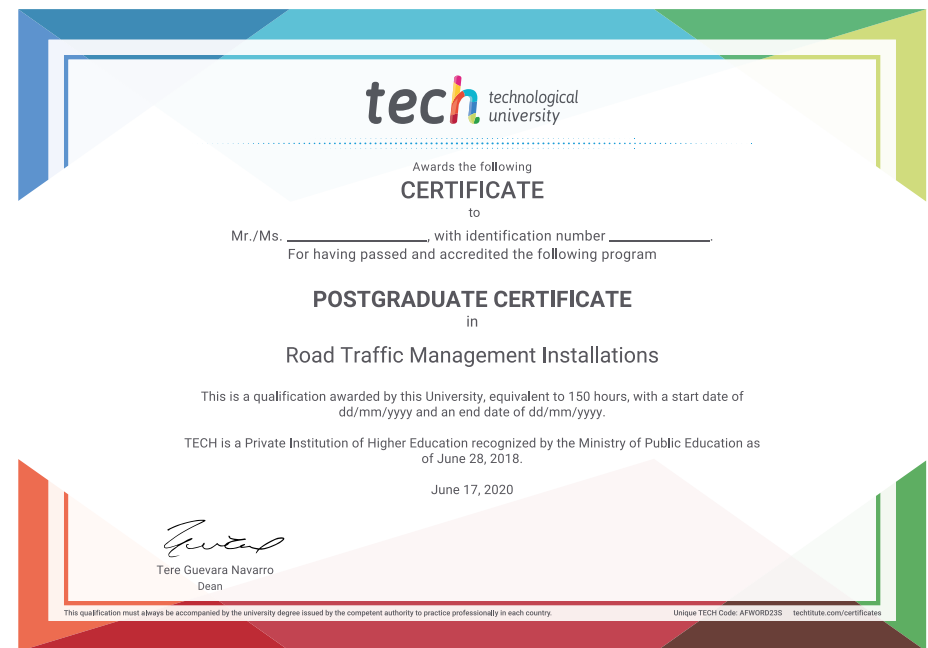 tech technological
university
Awards the following
CERTIFICATE
to
Mr./Ms. ____________________, with identification number ______________.
For having passed and accredited the following program
POSTGRADUATE CERTIFICATE
in
Road Traffic Management Installations
This is a qualification awarded by this University, equivalent to 150 hours, with a start date of
dd/mm/yyyy and an end date of dd/mm/yyyy.
TECH is a Private Institution of Higher Education recognized by the Ministry of Public Education as
of June 28, 2018.
June 17, 2020
Tere Guevara Navarro
Dean
This qualification must always be accompanied by the university degree issued by the competent authority to practice professionally in each country.
Unique TECH Code: AFWORD23S techtitute.com/certificates